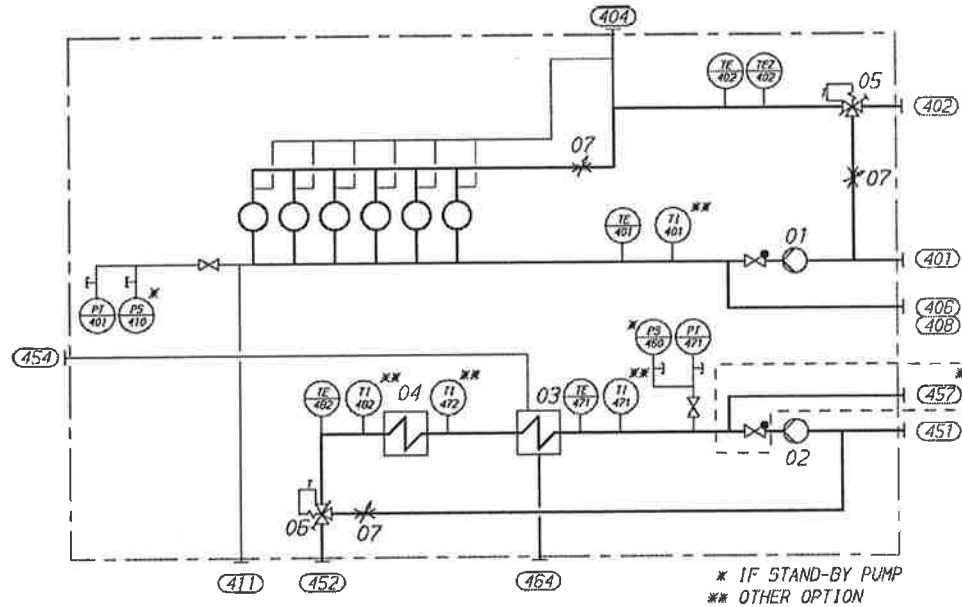 404
TE 402
TEZ 402
05
402
07
07
TE 401
TI 401
**
01
401
PT 401
PS 410
*
406
408
454
*
PS 460
PT 471
*
TE 482
TI 482
**
04
TI 472
**
03
TE 471
**
TI 471
457
451
02
06
07
411
452
464
* IF STAND-BY PUMP
** OTHER OPTION